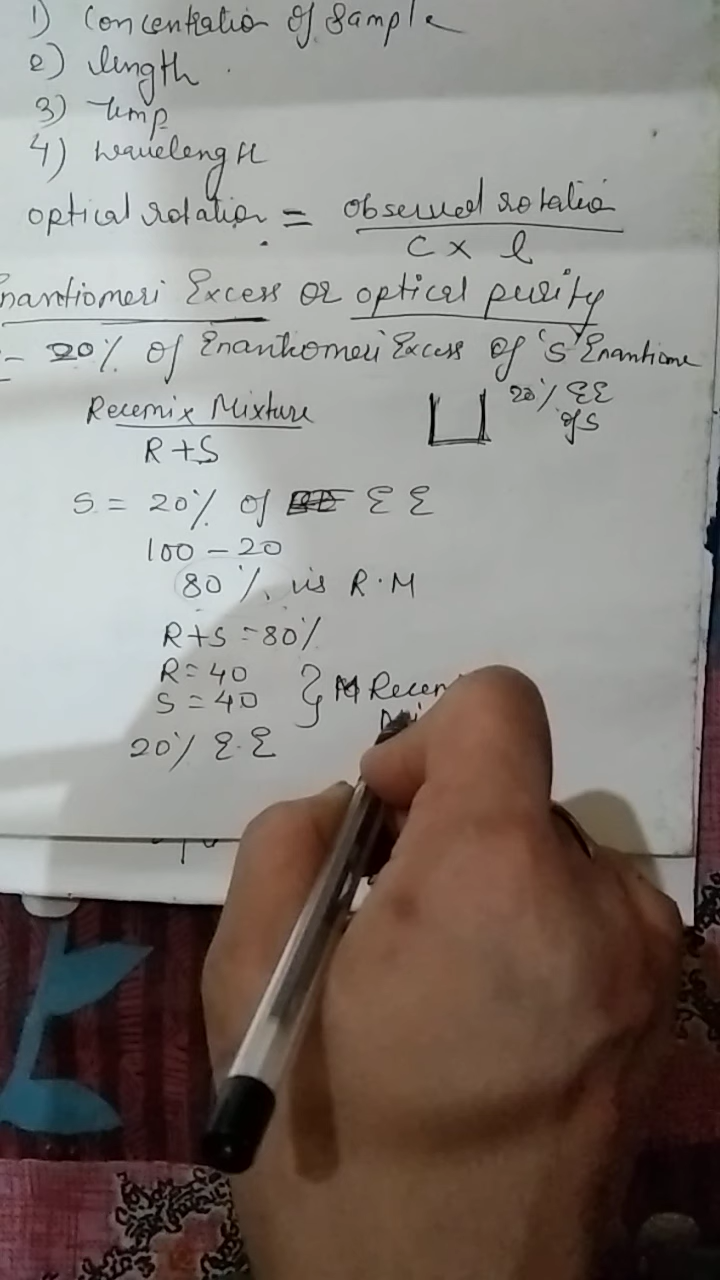 1) Concentration of Sample
2) length
3) Temp
4) wavelength
optical rotation = observed rotation
C x l
nantiomeri Excess or optical purity
- 20% of Enantiomeri Excess of 'S' Enantiome
Recemix Mixture
R+S
20% EE
of S
S = 20% of EE
100 - 20
80% is R.M
R+S = 80%
R = 40
S = 40 } Recem
20% E.E